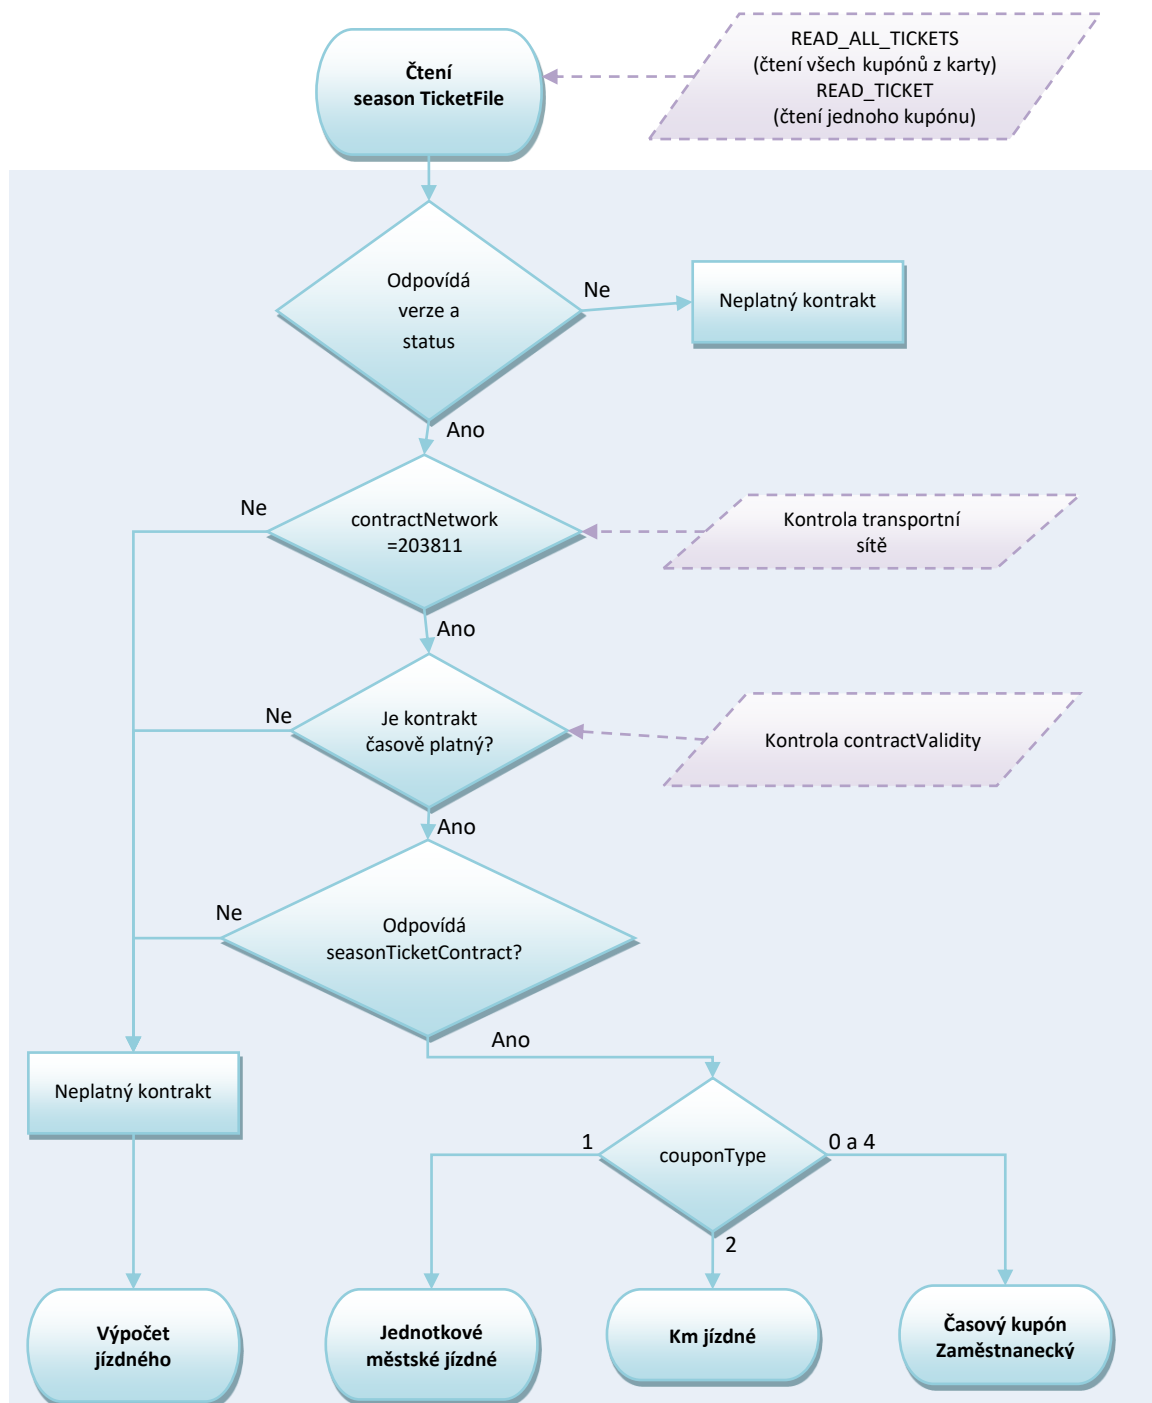 Čtení
season TicketFile
READ_ALL_TICKETS
(čtení všech kupónů z karty)
READ_TICKET
(čtení jednoho kupónu)
Odpovídá
verze a
status
Ne
Neplatný kontrakt
Ano
Ne
contractNetwork
=203811
Kontrola transportní
sítě
Ano
Ne
Je kontrakt
časově platný?
Kontrola contractValidity
Ano
Ne
Odpovídá
seasonTicketContract?
Ano
Neplatný kontrakt
1
couponType
0 a 4
2
Výpočet
jízdného
Jednotkové
městské jízdné
Km jízdné
Časový kupón
Zaměstnanecký